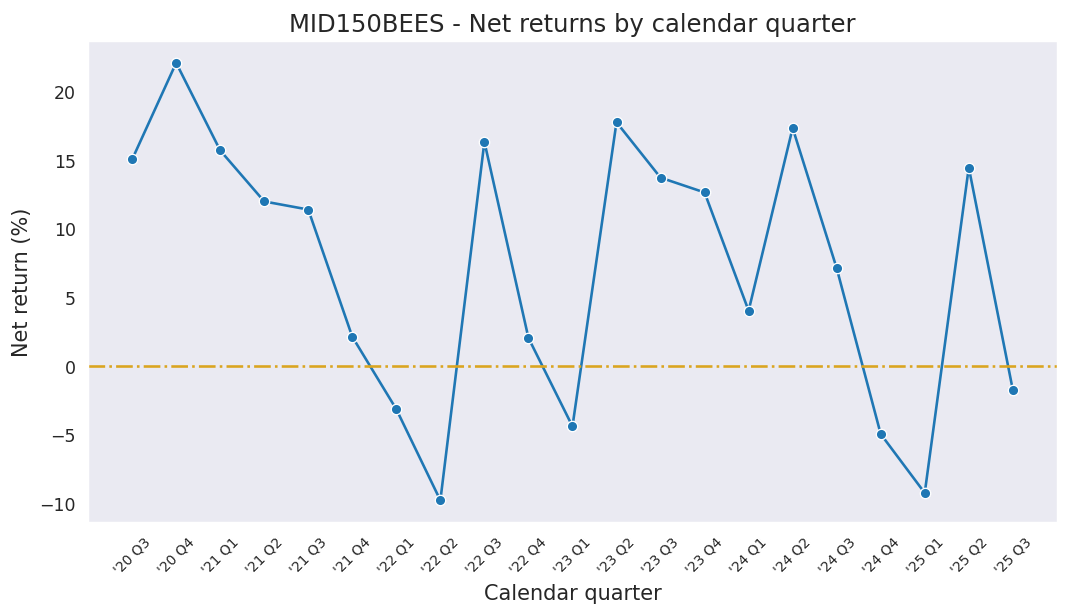 MID150BEES - Net returns by calendar quarter
Net return (%)
20
15
10
5
0
−5
−10
'20 Q3
'20 Q4
'21 Q1
'21 Q2
'21 Q3
'21 Q4
'22 Q1
'22 Q2
'22 Q3
'22 Q4
'23 Q1
'23 Q2
'23 Q3
'23 Q4
'24 Q1
'24 Q2
'24 Q3
'24 Q4
'25 Q1
'25 Q2
'25 Q3
Calendar quarter